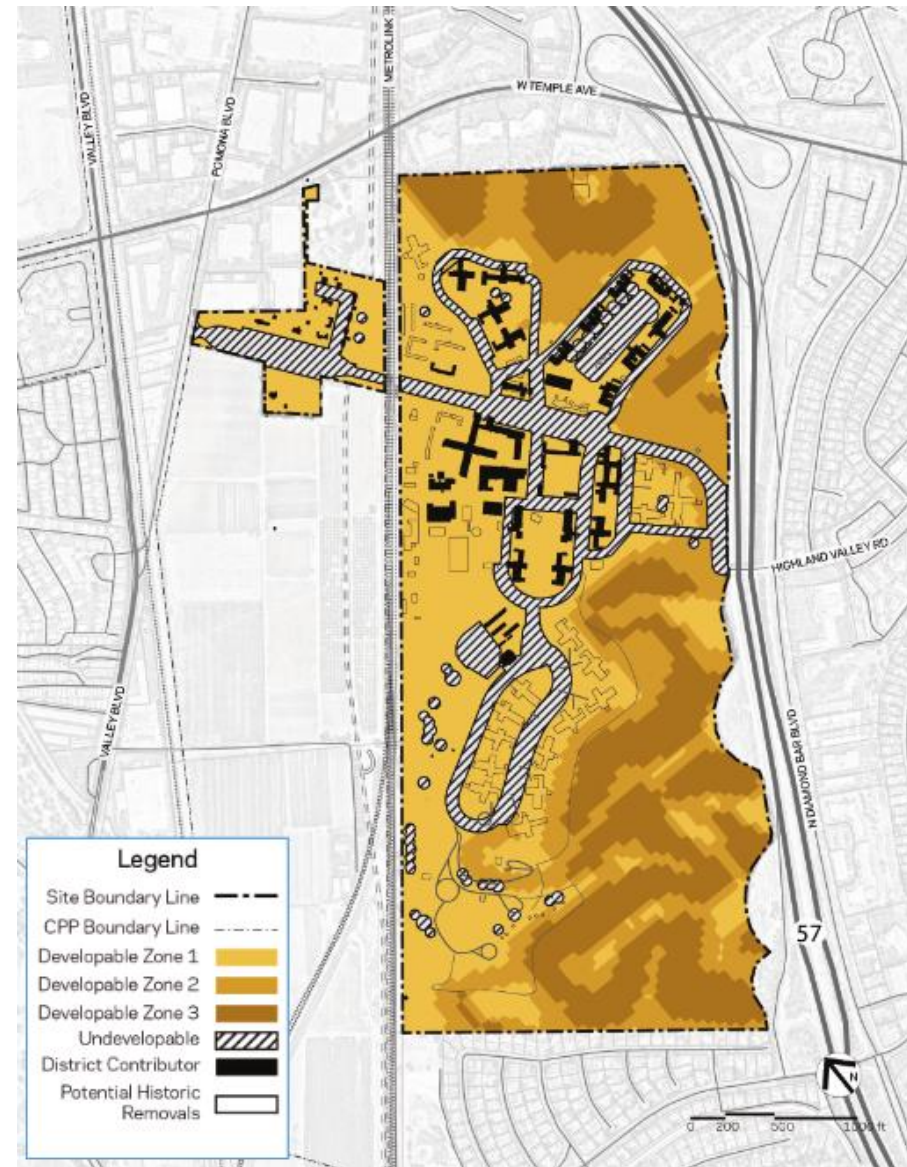 METROLINK
W TEMPLE AVE
VALLEY BLVD
POMONA BLVD
HIGHLAND VALLEY RD
N DIAMOND BAR BLVD
VALLEY BLVD
57
Legend
Site Boundary Line
CPP Boundary Line
Developable Zone 1
Developable Zone 2
Developable Zone 3
Undevelopable
District Contributor
Potential Historic
Removals
N
0 200 500 1000 ft